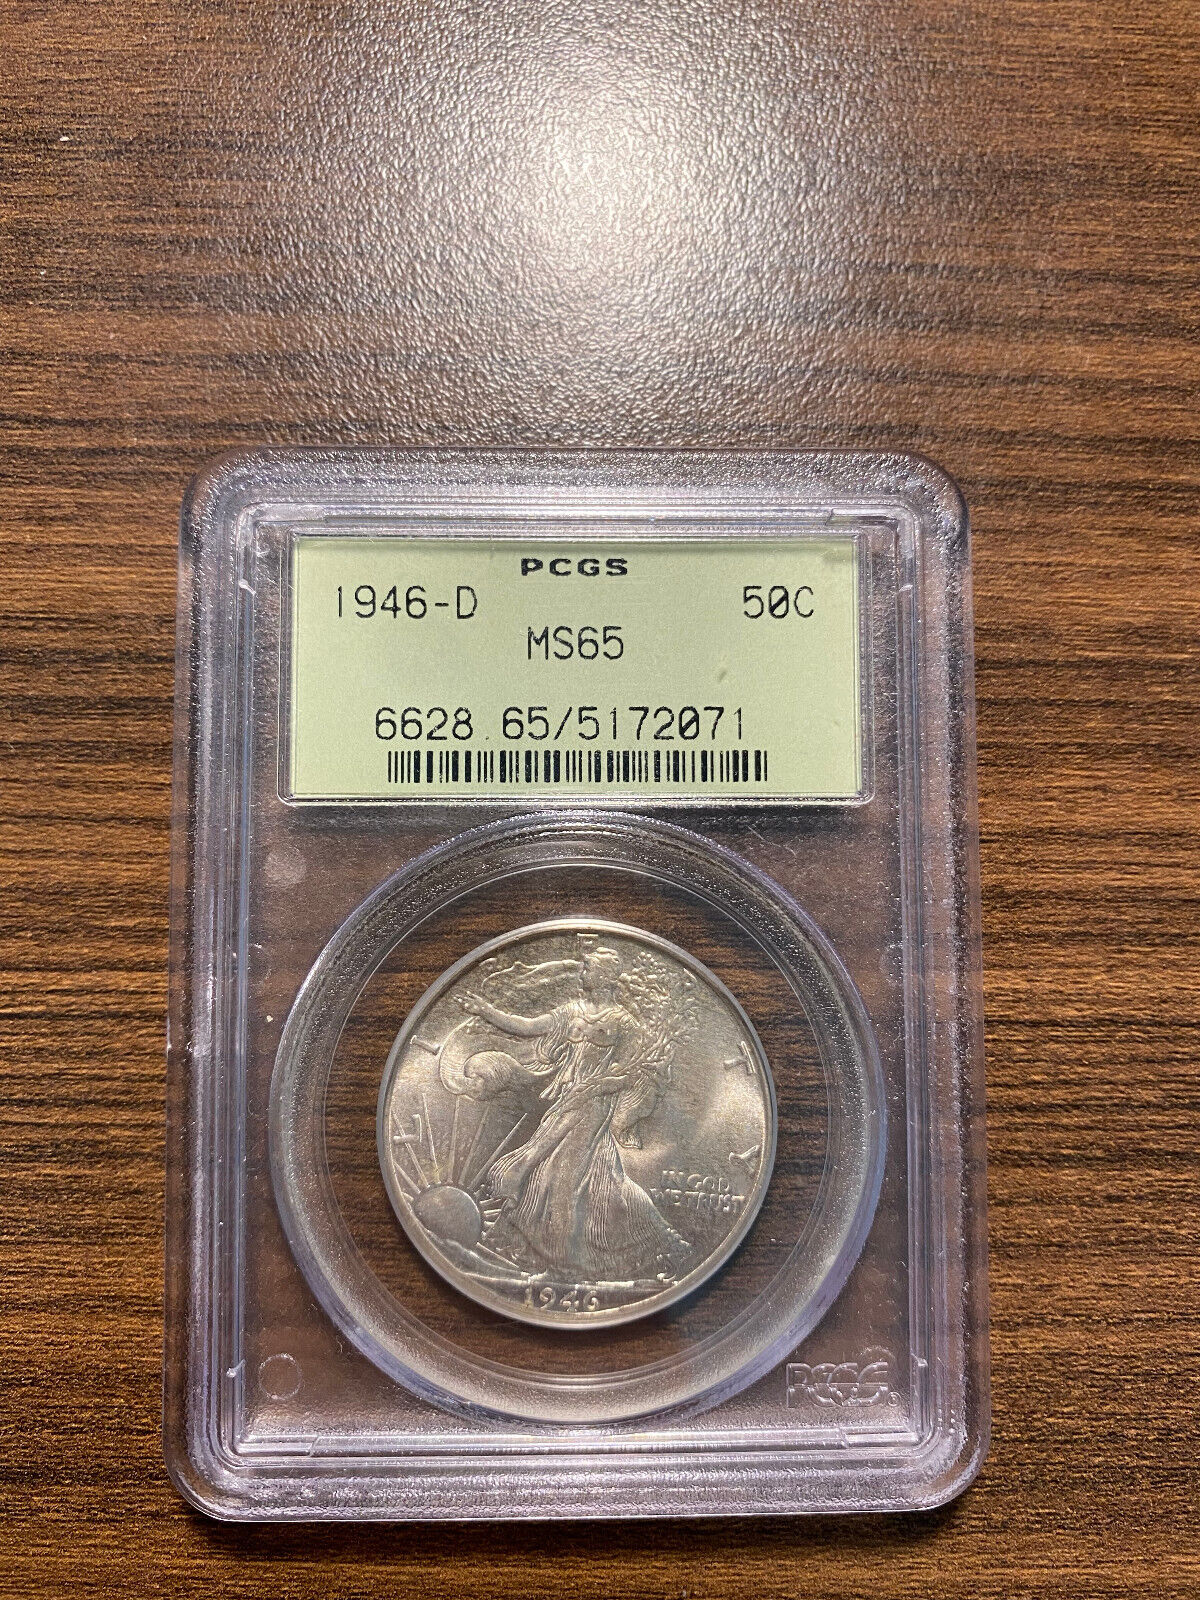 PCGS
1946-D 50C
MS65
6628.65/5172071
LIBERTY
IN GOD
WE TRUST
1946
PCGS